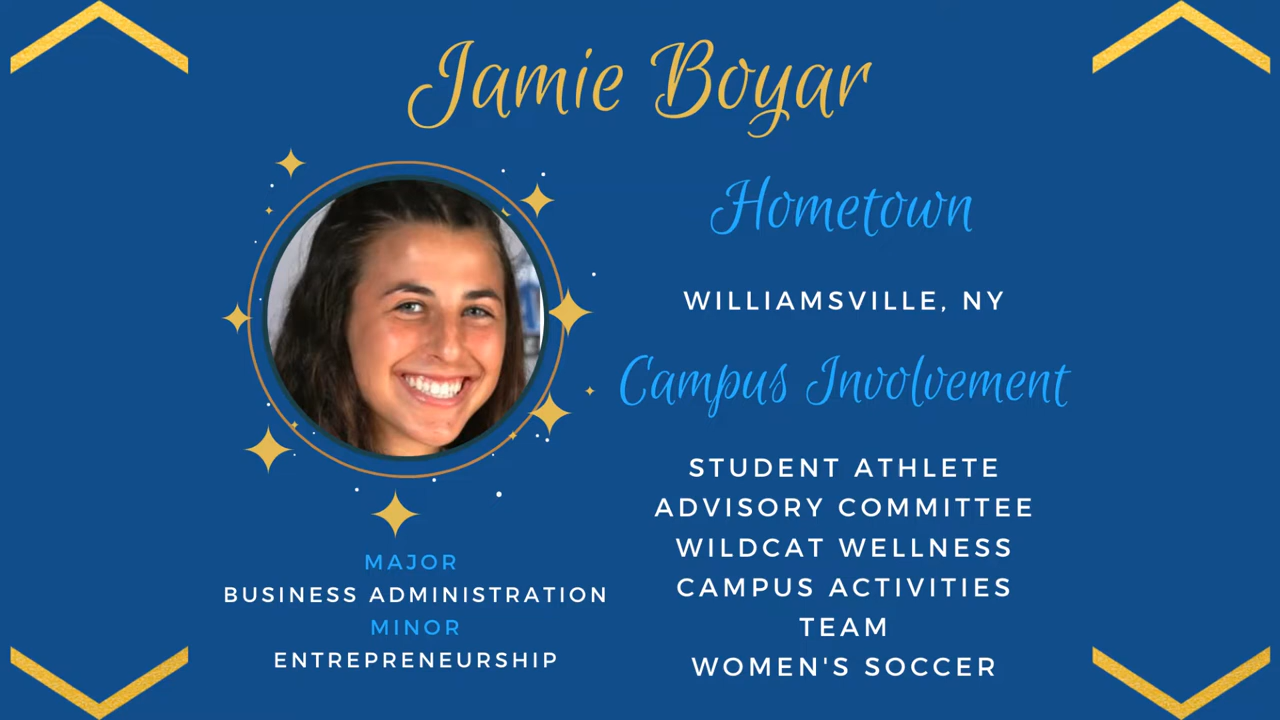 Jamie Boyar
Hometown
WILLIAMSVILLE, NY
Campus Involvement
STUDENT ATHLETE
ADVISORY COMMITTEE
WILDCAT WELLNESS
CAMPUS ACTIVITIES
TEAM
WOMEN'S SOCCER
MAJOR
BUSINESS ADMINISTRATION
MINOR
ENTREPRENEURSHIP